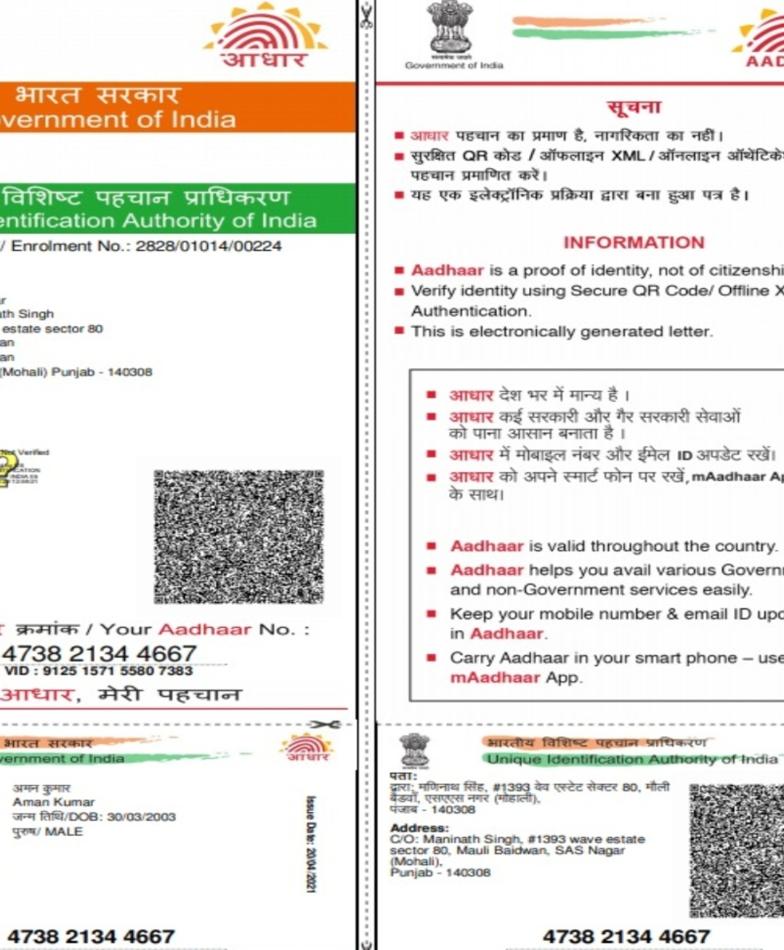 आधार
भारत सरकार
overnment of India
विशिष्ट पहचान प्राधिकरण
entification Authority of India
/ Enrolment No.: 2828/01014/00224
ar
ath Singh
estate sector 80
an
an
(Mohali) Punjab - 140308
Not Verified
क्रमांक / Your Aadhaar No. :
4738 2134 4667
VID : 9125 1571 5580 7383
आधार, मेरी पहचान
भारत सरकार
vernment of India
आधार
अमन कुमार
Aman Kumar
जन्म तिथि/DOB: 30/03/2003
पुरुष/ MALE
Issue Date: 20/04/2021
4738 2134 4667
सत्यमेव जयते
Government of India
AAD
सूचना
आधार पहचान का प्रमाण है, नागरिकता का नहीं।
सुरक्षित QR कोड / ऑफलाइन XML / ऑनलाइन ऑथेंटिके
पहचान प्रमाणित करें।
यह एक इलेक्ट्रॉनिक प्रक्रिया द्वारा बना हुआ पत्र है।
INFORMATION
Aadhaar is a proof of identity, not of citizenshi
Verify identity using Secure QR Code/ Offline X
Authentication.
This is electronically generated letter.
आधार देश भर में मान्य है ।
आधार कई सरकारी और गैर सरकारी सेवाओं
को पाना आसान बनाता है ।
आधार में मोबाइल नंबर और ईमेल ID अपडेट रखें।
आधार को अपने स्मार्ट फोन पर रखें, mAadhaar Ap
के साथ।
Aadhaar is valid throughout the country.
Aadhaar helps you avail various Governm
and non-Government services easily.
Keep your mobile number & email ID upd
in Aadhaar.
Carry Aadhaar in your smart phone – use
mAadhaar App.
भारतीय विशिष्ट पहचान प्राधिकरण
Unique Identification Authority of India
पता:
द्वारा: मणिनाथ सिंह, #1393 वेव एस्टेट सेक्टर 80, मौली
बैडवॉ, एसएएस नगर (मोहाली),
पंजाब - 140308
Address:
C/O: Maninath Singh, #1393 wave estate
sector 80, Mauli Baidwan, SAS Nagar
(Mohali),
Punjab - 140308
4738 2134 4667